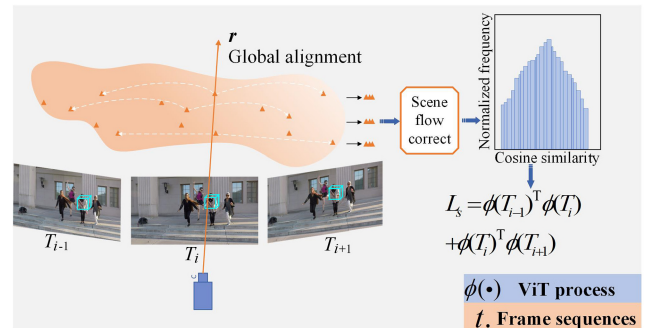 r
Global alignment
Scene
flow
correct
Normalized frequency
Cosine similarity
T_{i-1}
T_i
T_{i+1}
L_s = ϕ(T_{i-1})^T ϕ(T_i)
+ϕ(T_i)^T ϕ(T_{i+1})
ϕ(•) ViT process
t. Frame sequences